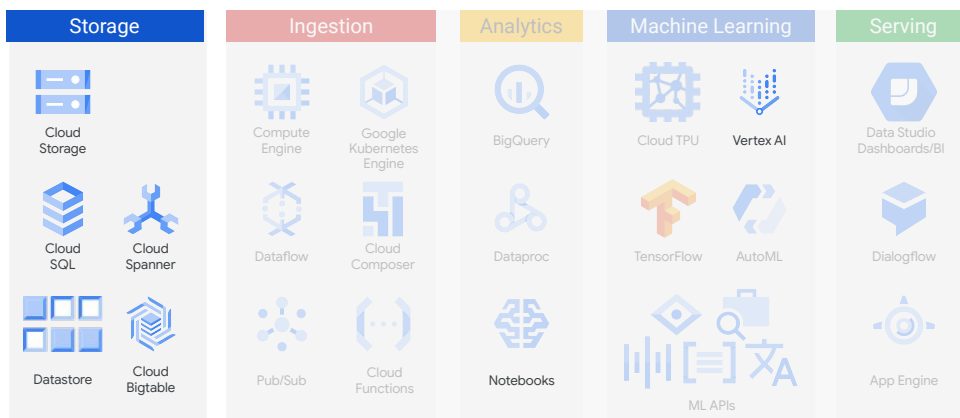 Storage
Cloud
Storage
Cloud
SQL
Cloud
Spanner
Datastore
Cloud
Bigtable
Ingestion
Compute
Engine
Google
Kubernetes
Engine
Dataflow
Cloud
Composer
Pub/Sub
Cloud
Functions
Analytics
BigQuery
Dataproc
Notebooks
Machine Learning
Cloud TPU
Vertex AI
TensorFlow
AutoML
文A
ML APIs
Serving
Data Studio
Dashboards/BI
Dialogflow
App Engine